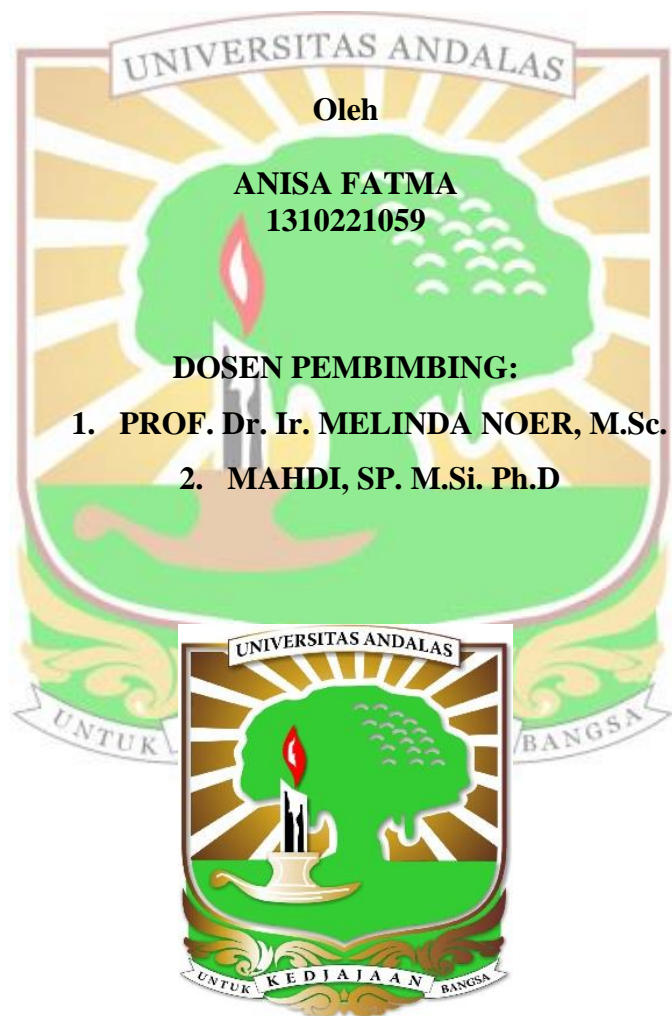 UNIVERSITAS ANDALAS
Oleh
ANISA FATMA
1310221059
DOSEN PEMBIMBING:
1. PROF. Dr. Ir. MELINDA NOER, M.Sc.
2. MAHDI, SP. M.Si. Ph.D
UNTUK BANGSA
UNIVERSITAS ANDALAS
UNTUK KEDJAJAAN BANGSA